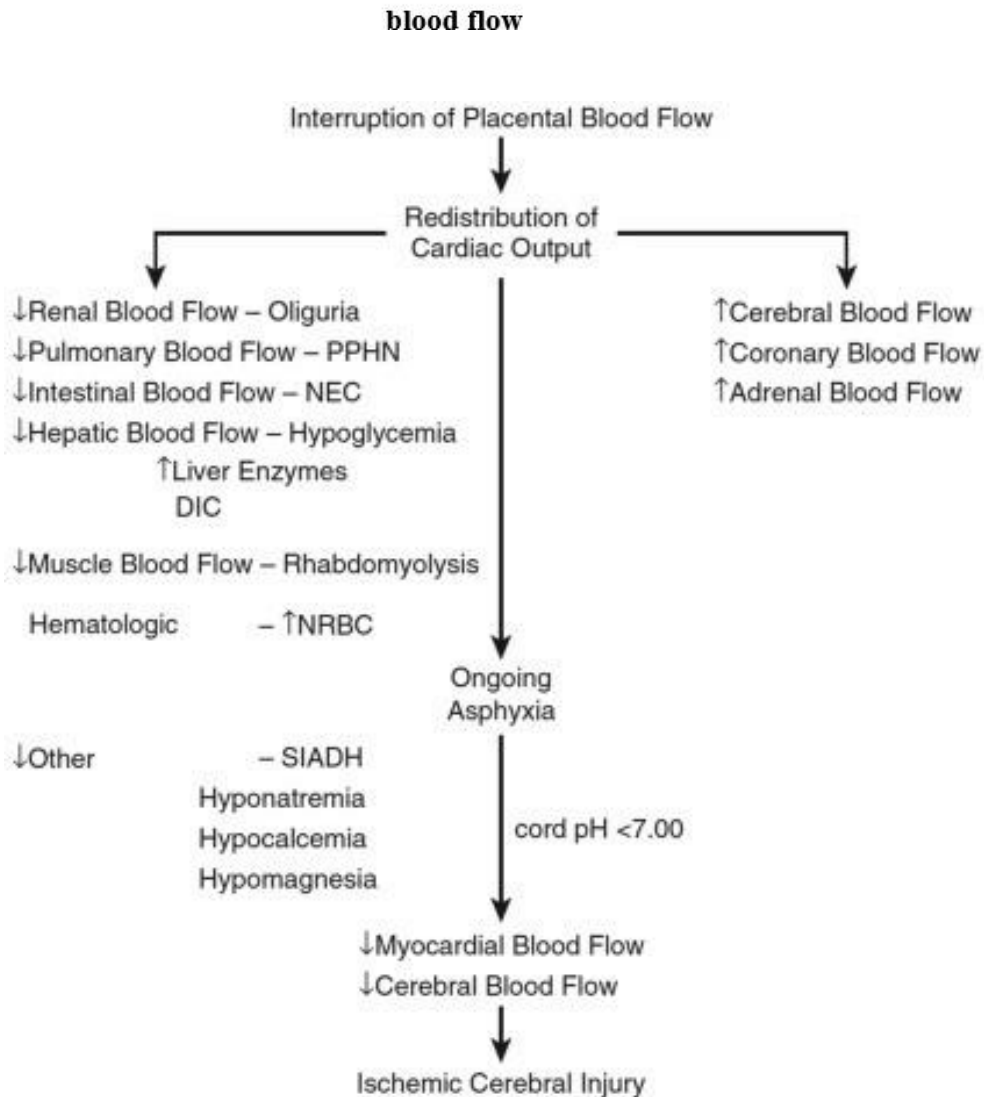 blood flow
Interruption of Placental Blood Flow
Redistribution of
Cardiac Output
↓Renal Blood Flow – Oliguria
↓Pulmonary Blood Flow – PPHN
↓Intestinal Blood Flow – NEC
↓Hepatic Blood Flow – Hypoglycemia
↑Liver Enzymes
DIC
↓Muscle Blood Flow – Rhabdomyolysis
Hematologic – ↑NRBC
↓Other – SIADH
Hyponatremia
Hypocalcemia
Hypomagnesia
↑Cerebral Blood Flow
↑Coronary Blood Flow
↑Adrenal Blood Flow
Ongoing
Asphyxia
cord pH <7.00
↓Myocardial Blood Flow
↓Cerebral Blood Flow
Ischemic Cerebral Injury